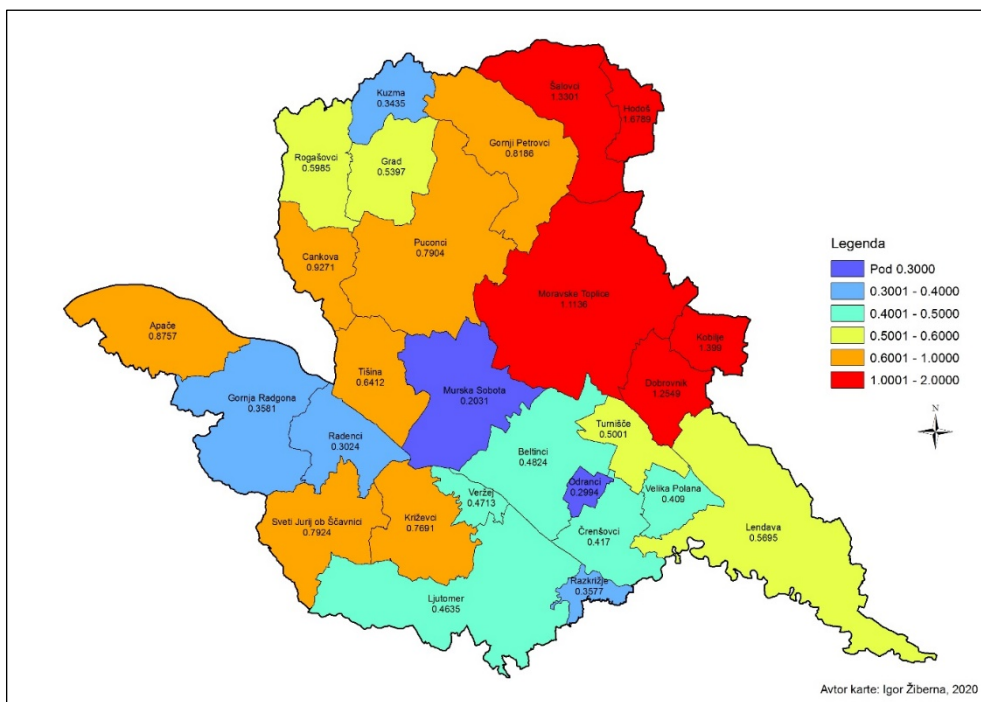 Kuzma
0.3435
Šalovci
1.3301
Hodoš
1.6789
Rogašovci
0.5985
Grad
0.5397
Gornji Petrovci
0.8186
Cankova
0.9271
Puconci
0.7904
Moravske Toplice
1.1136
Apače
0.8757
Tišina
0.6412
Murska Sobota
0.2031
Kobilje
1.399
Dobrovnik
1.2549
Gornja Radgona
0.3581
Radenci
0.3024
Beltinci
0.4824
Turnišče
0.5001
Odranci
0.2994
Velika Polana
0.409
Veržej
0.4713
Sveti Jurij ob Ščavnici
0.7924
Križevci
0.7691
Črenšovci
0.417
Lendava
0.5695
Razkrižje
0.3577
Ljutomer
0.4635
Legenda
Pod 0.3000
0.3001 - 0.4000
0.4001 - 0.5000
0.5001 - 0.6000
0.6001 - 1.0000
1.0001 - 2.0000
N
Avtor karte: Igor Žiberna, 2020